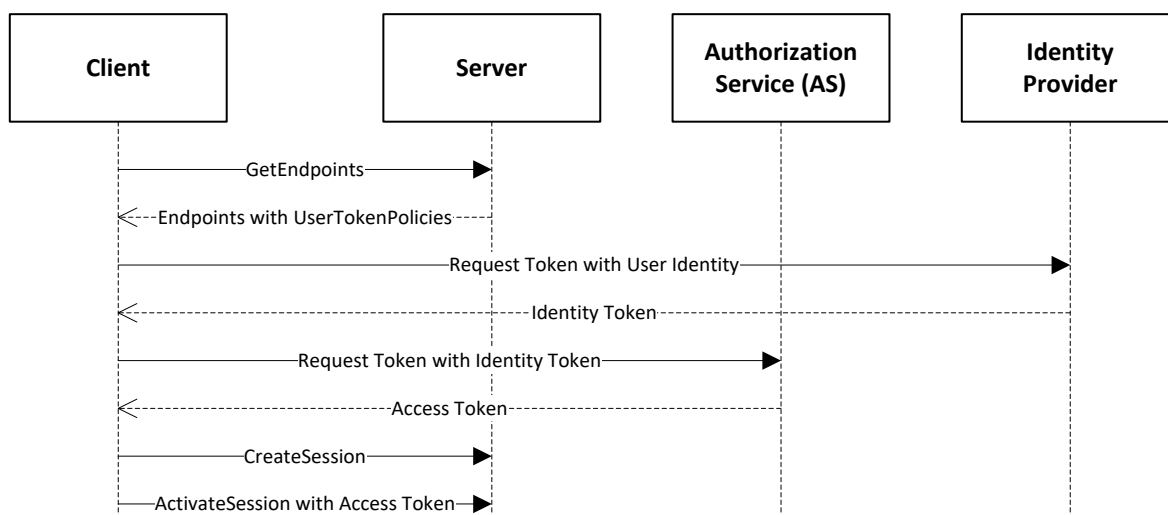 Client
Server
Authorization
Service (AS)
Identity
Provider
GetEndpoints
Endpoints with UserTokenPolicies
Request Token with User Identity
Identity Token
Request Token with Identity Token
Access Token
CreateSession
ActivateSession with Access Token